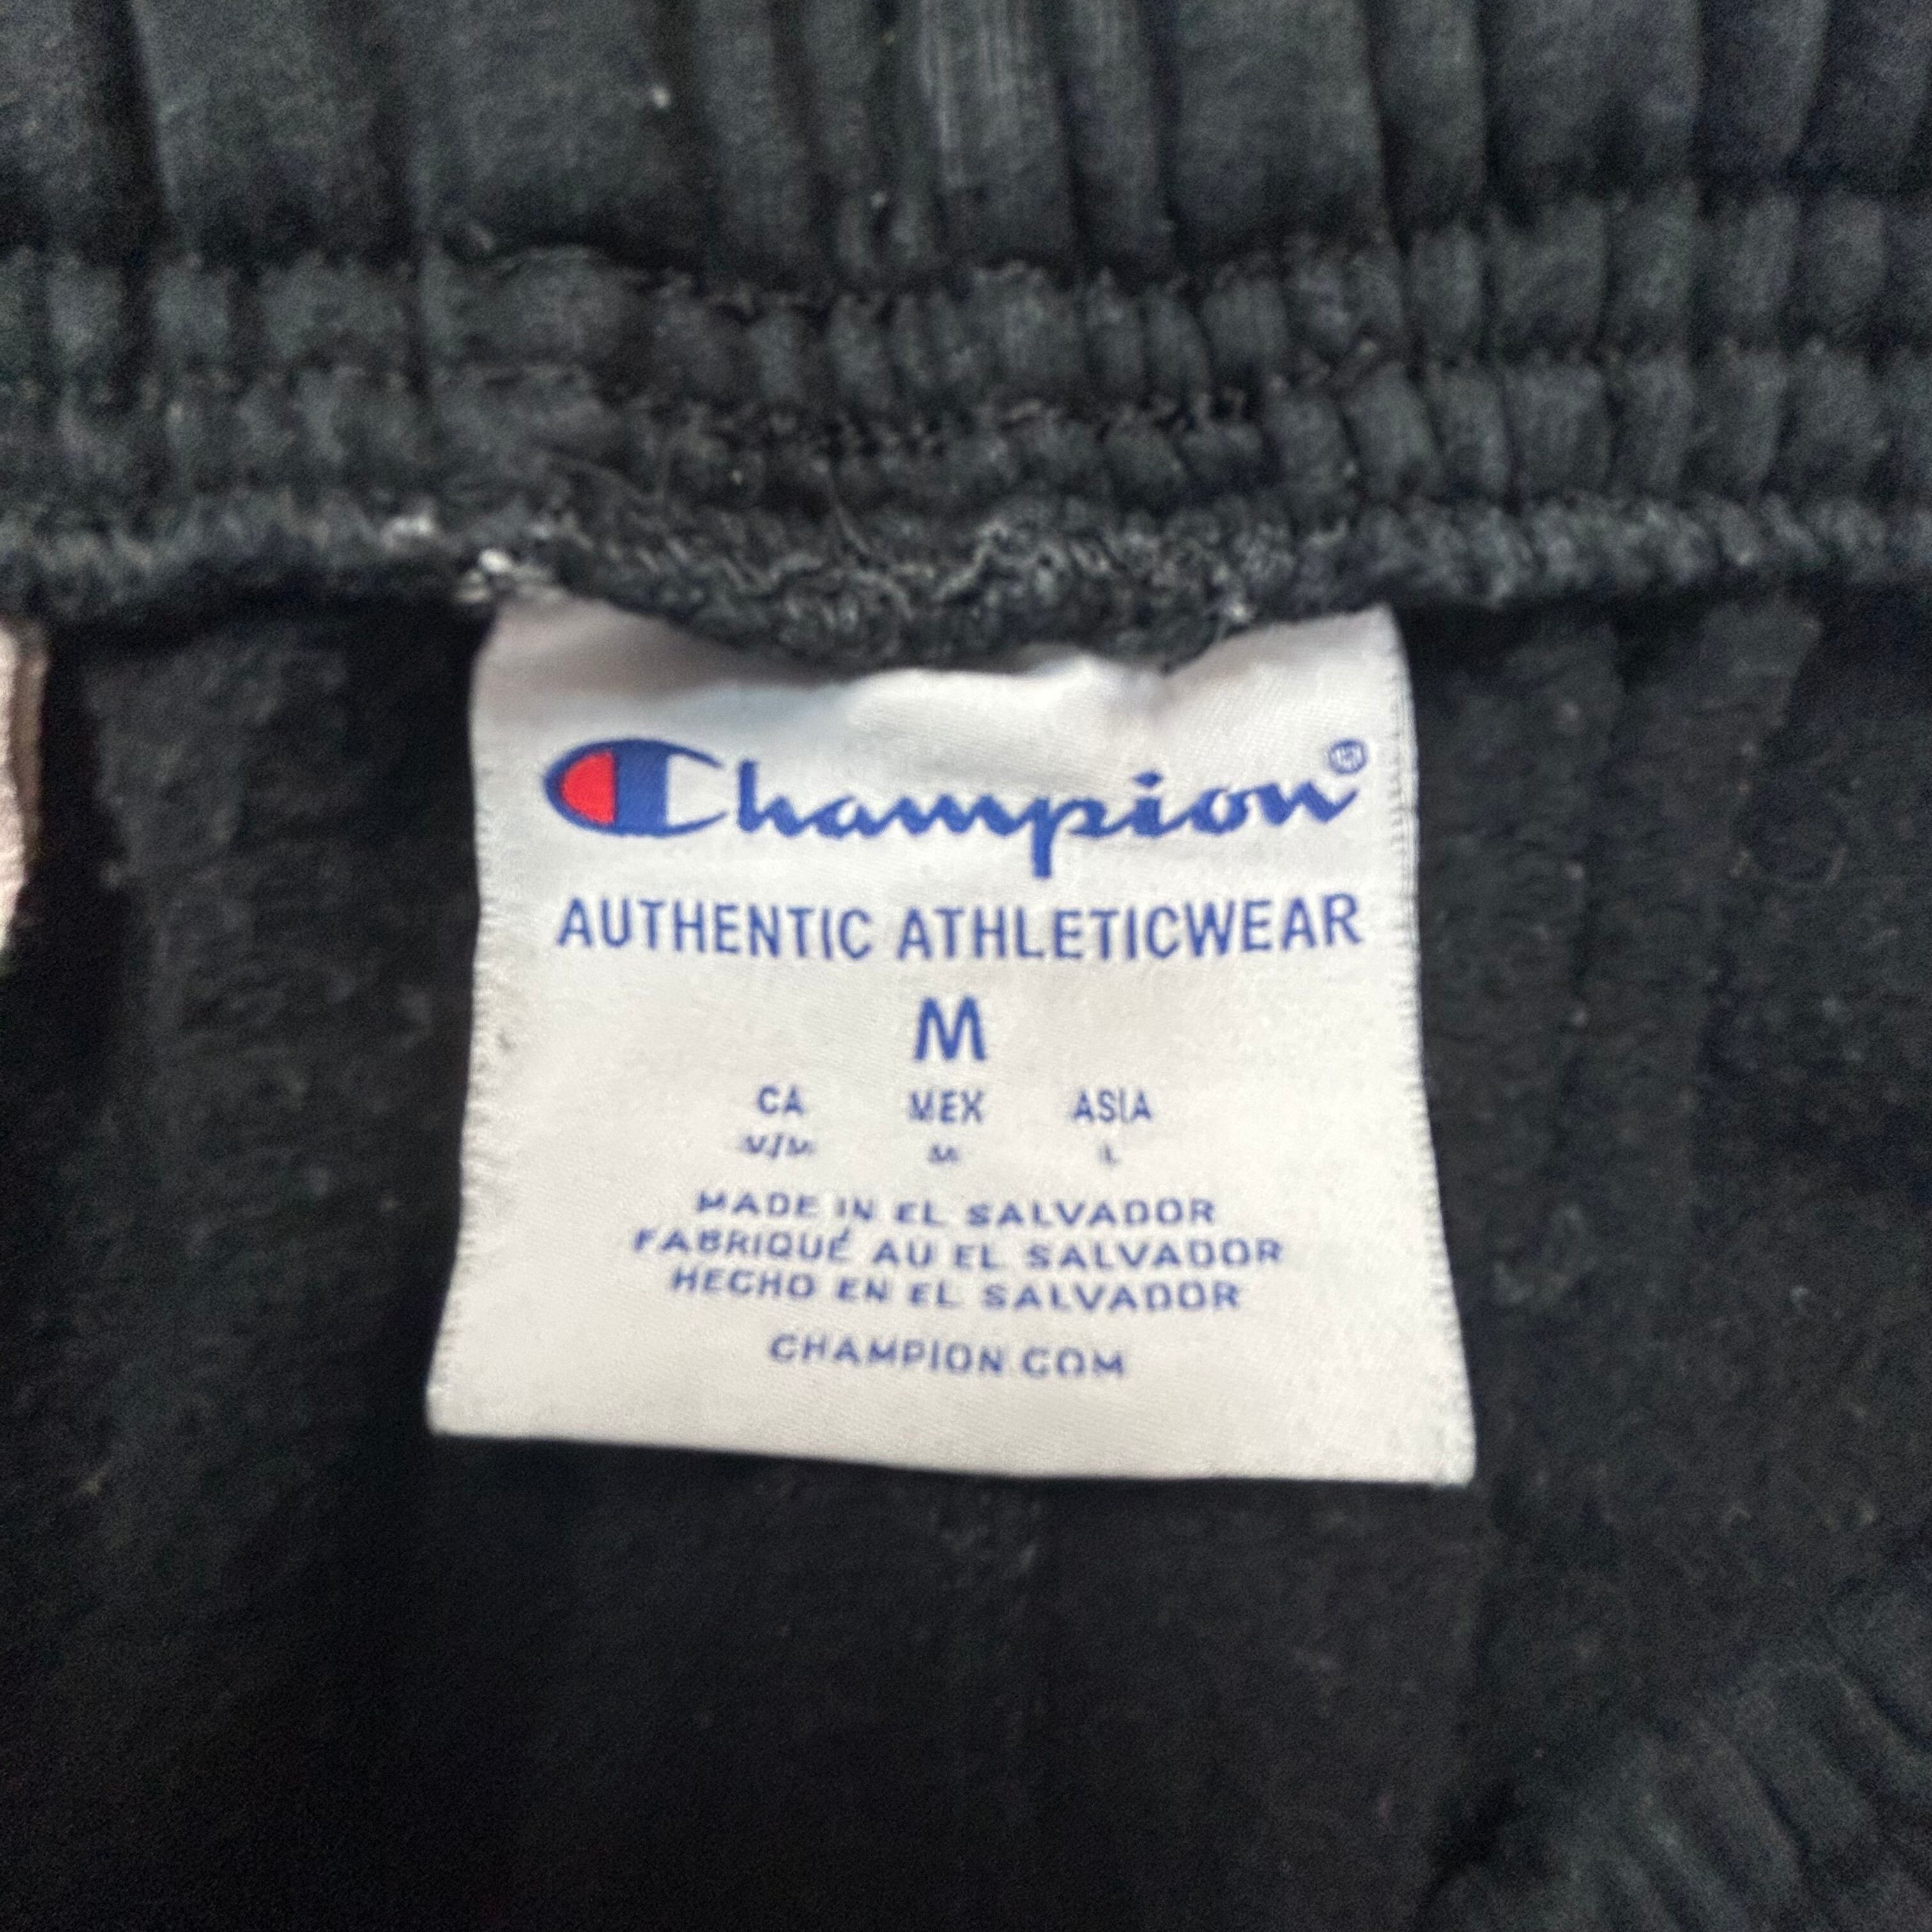 Champion®
AUTHENTIC ATHLETICWEAR
M
CA MEX ASIA
M/M M L
MADE IN EL SALVADOR
FABRIQUÉ AU EL SALVADOR
HECHO EN EL SALVADOR
CHAMPION.COM